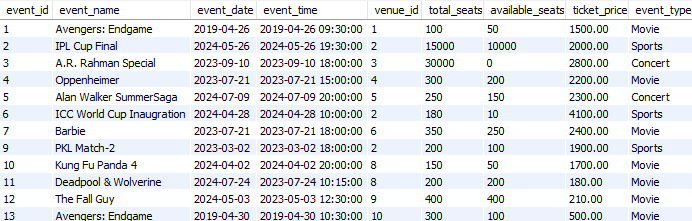 event_id event_name event_date event_time venue_id total_seats available_seats ticket_price event_type
1 Avengers: Endgame 2019-04-26 2019-04-26 09:30:00 1 100 50 1500.00 Movie
2 IPL Cup Final 2024-05-26 2024-05-26 19:30:00 2 15000 10000 2000.00 Sports
3 A.R. Rahman Special 2023-09-10 2023-09-10 18:00:00 3 30000 0 2800.00 Concert
4 Oppenheimer 2023-07-21 2023-07-21 15:00:00 4 300 200 2200.00 Movie
5 Alan Walker SummerSaga 2024-07-09 2024-07-09 20:00:00 5 250 150 2300.00 Concert
6 ICC World Cup Inaugration 2024-04-28 2024-04-28 10:00:00 2 180 10 4100.00 Sports
7 Barbie 2023-07-21 2023-07-21 18:00:00 6 350 250 2400.00 Movie
9 PKL Match-2 2023-03-02 2023-03-02 18:00:00 2 200 100 1900.00 Sports
10 Kung Fu Panda 4 2024-04-02 2024-04-02 20:00:00 8 150 50 1700.00 Movie
11 Deadpool & Wolverine 2024-07-24 2023-07-24 10:15:00 8 200 200 180.00 Movie
12 The Fall Guy 2024-05-03 2023-05-03 12:30:00 9 400 400 210.00 Movie
13 Avengers: Endgame 2019-04-30 2019-04-30 10:30:00 10 300 100 500.00 Movie